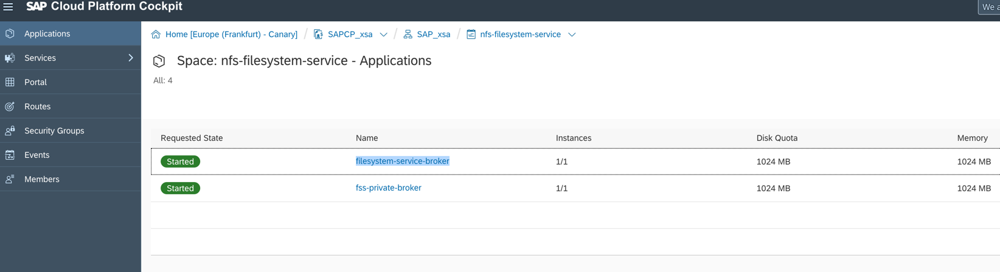 SAP Cloud Platform Cockpit
We a
Applications
Services
Portal
Routes
Security Groups
Events
Members
Home [Europe (Frankfurt) - Canary] / SAPCP_xsa / SAP_xsa / nfs-filesystem-service
Space: nfs-filesystem-service - Applications
All: 4
Requested State Name Instances Disk Quota Memory
Started filesystem-service-broker 1/1 1024 MB 1024 MB
Started fss-private-broker 1/1 1024 MB 1024 MB